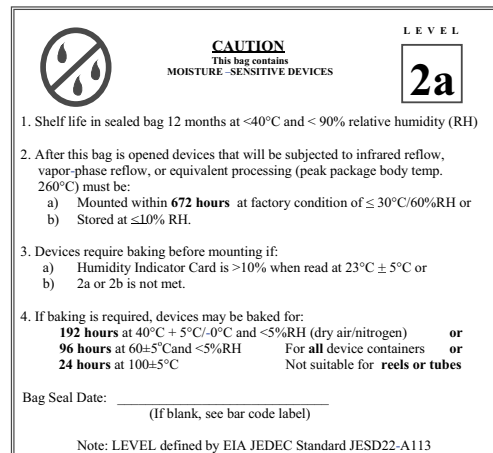 LEVEL
CAUTION
This bag contains
MOISTURE –SENSITIVE DEVICES
2a
1. Shelf life in sealed bag 12 months at <40°C and < 90% relative humidity (RH)
2. After this bag is opened devices that will be subjected to infrared reflow,
vapor-phase reflow, or equivalent processing (peak package body temp.
260°C) must be:
a) Mounted within 672 hours at factory condition of ≤ 30°C/60%RH or
b) Stored at ≤10% RH.
3. Devices require baking before mounting if:
a) Humidity Indicator Card is >10% when read at 23°C ± 5°C or
b) 2a or 2b is not met.
4. If baking is required, devices may be baked for:
192 hours at 40°C + 5°C/-0°C and <5%RH (dry air/nitrogen) or
96 hours at 60±5°Cand <5%RH For all device containers or
24 hours at 100±5°C Not suitable for reels or tubes
Bag Seal Date: ______________________________
(If blank, see bar code label)
Note: LEVEL defined by EIA JEDEC Standard JESD22-A113